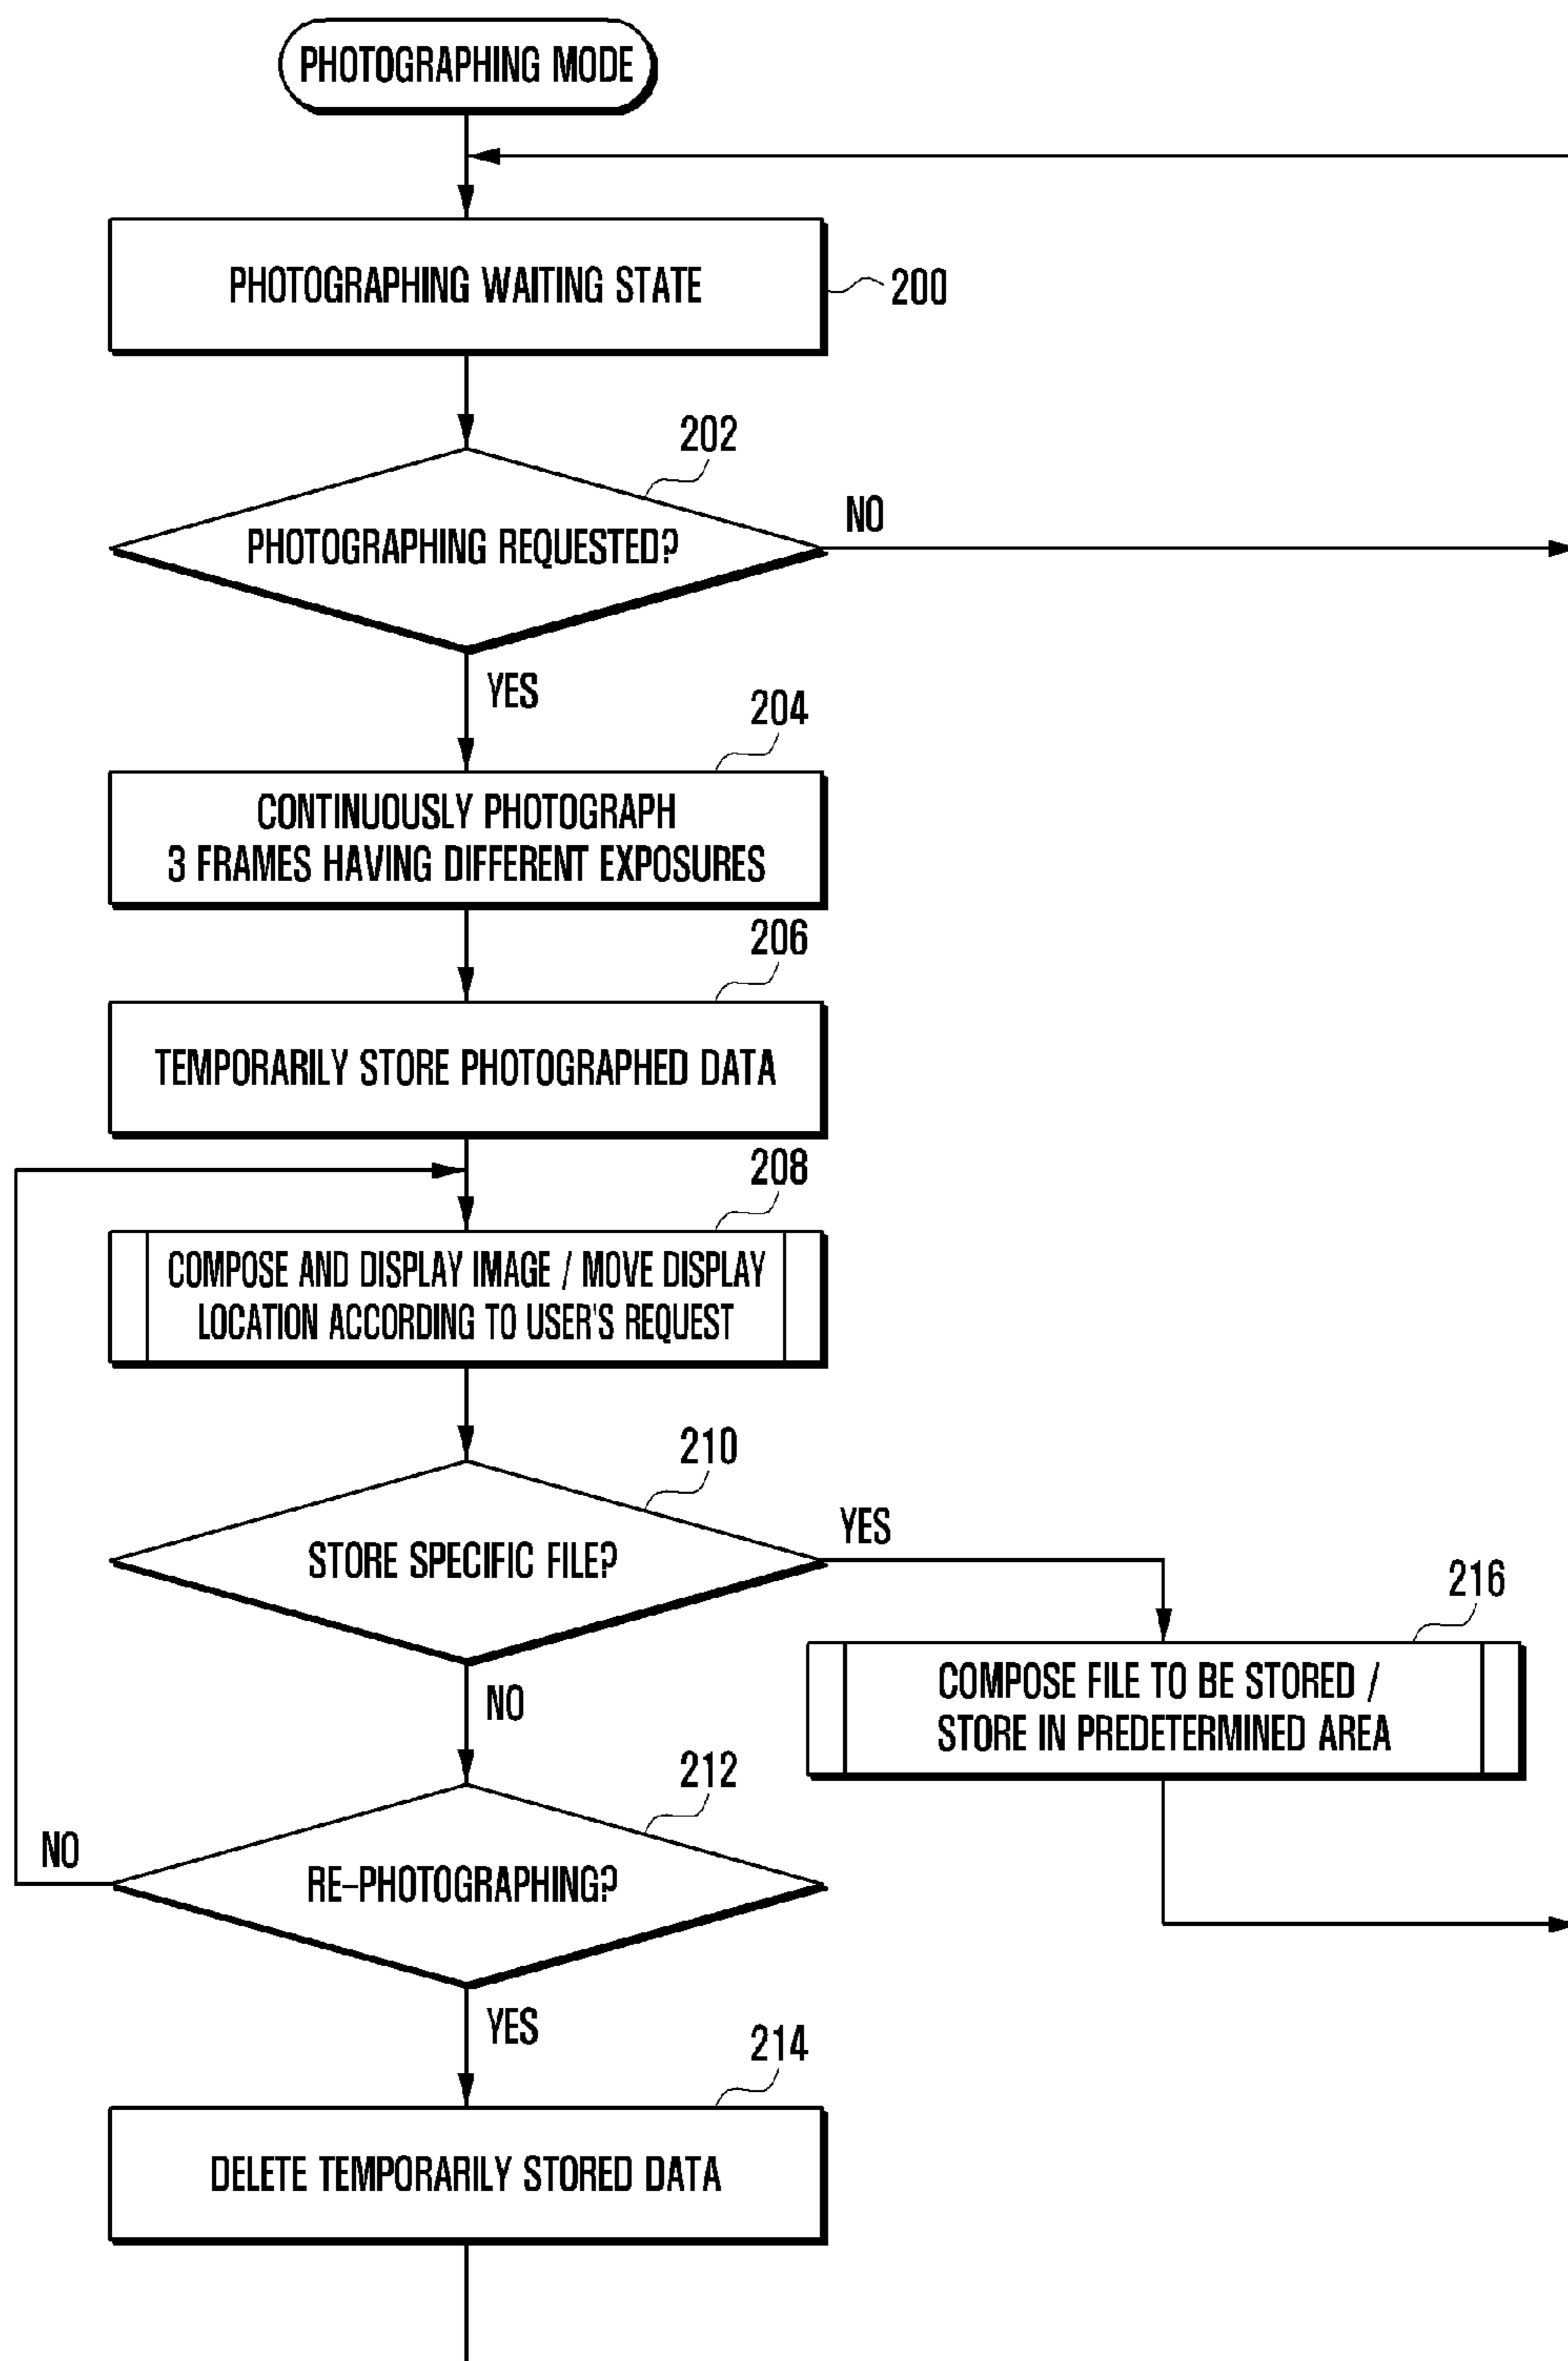 PHOTOGRAPHING MODE
PHOTOGRAPHING WAITING STATE
200
202
PHOTOGRAPHING REQUESTED?
NO
YES
204
CONTINUOUSLY PHOTOGRAPH
3 FRAMES HAVING DIFFERENT EXPOSURES
206
TEMPORARILY STORE PHOTOGRAPHED DATA
208
COMPOSE AND DISPLAY IMAGE / MOVE DISPLAY
LOCATION ACCORDING TO USER'S REQUEST
210
STORE SPECIFIC FILE?
YES
216
COMPOSE FILE TO BE STORED /
STORE IN PREDETERMINED AREA
NO
212
RE-PHOTOGRAPHING?
NO
YES
214
DELETE TEMPORARILY STORED DATA